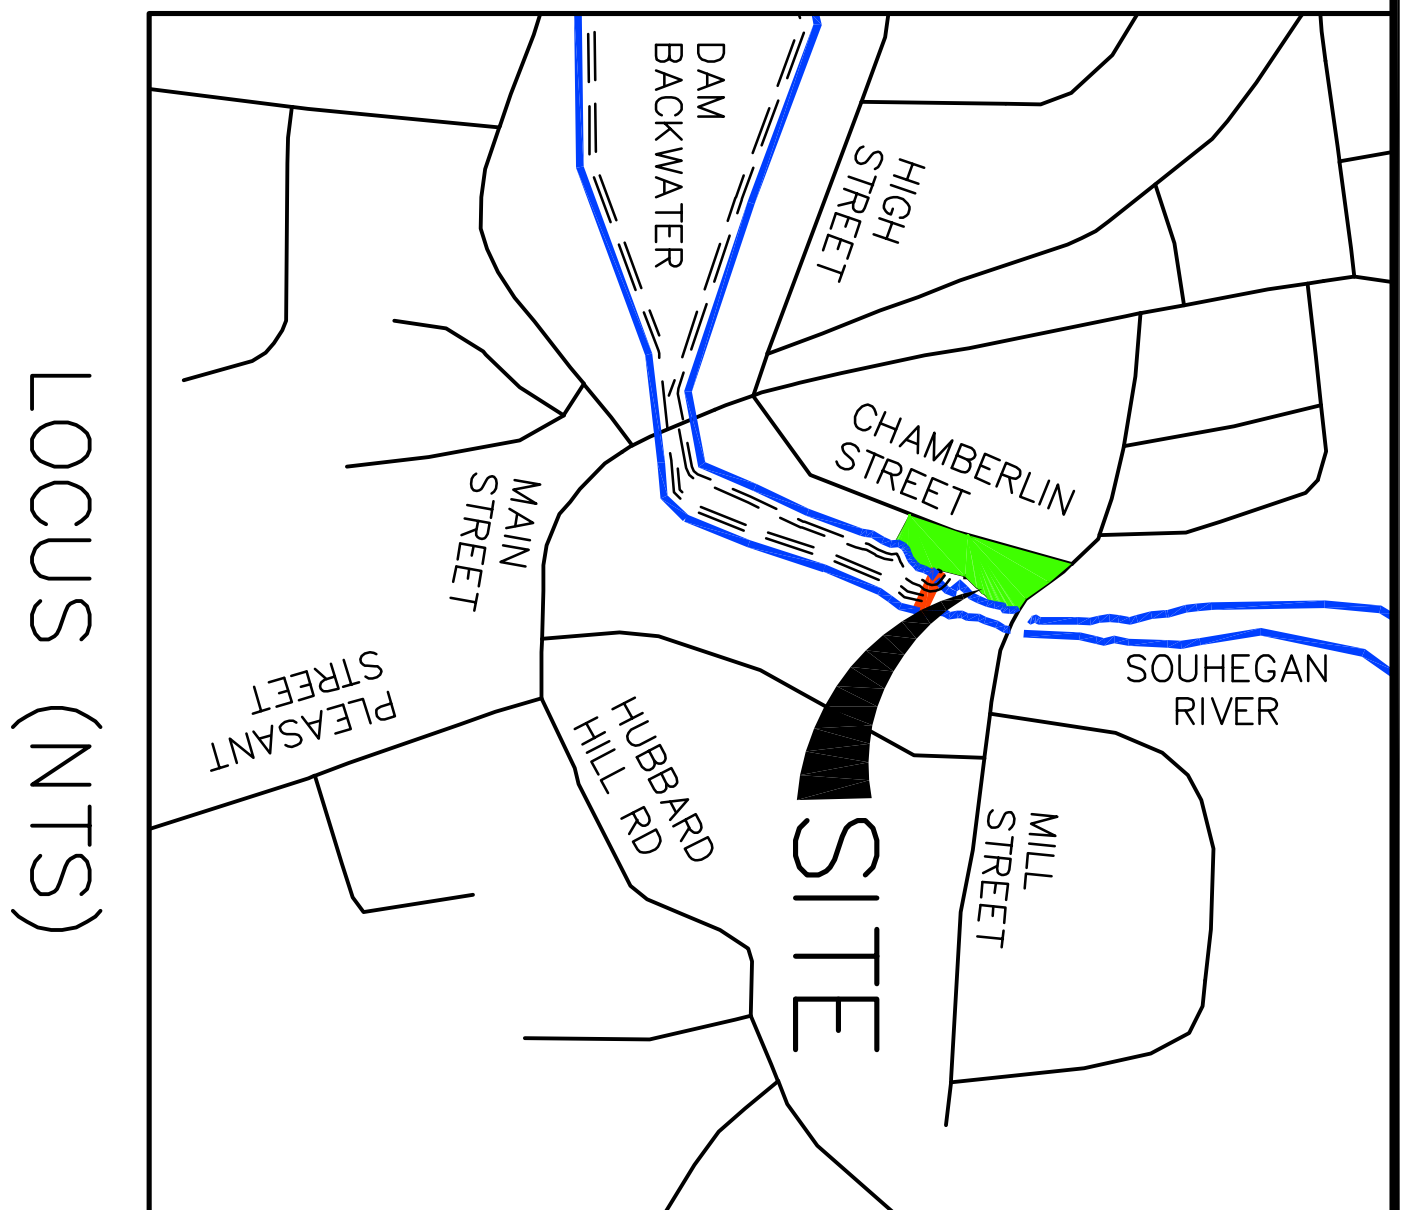 DAM
BACKWATER
HIGH
STREET
CHAMBERLIN
STREET
MAIN
STREET
SOUHEGAN
RIVER
PLEASANT
STREET
HUBBARD
HILL RD
MILL
STREET
SITE
LOCUS (NTS)